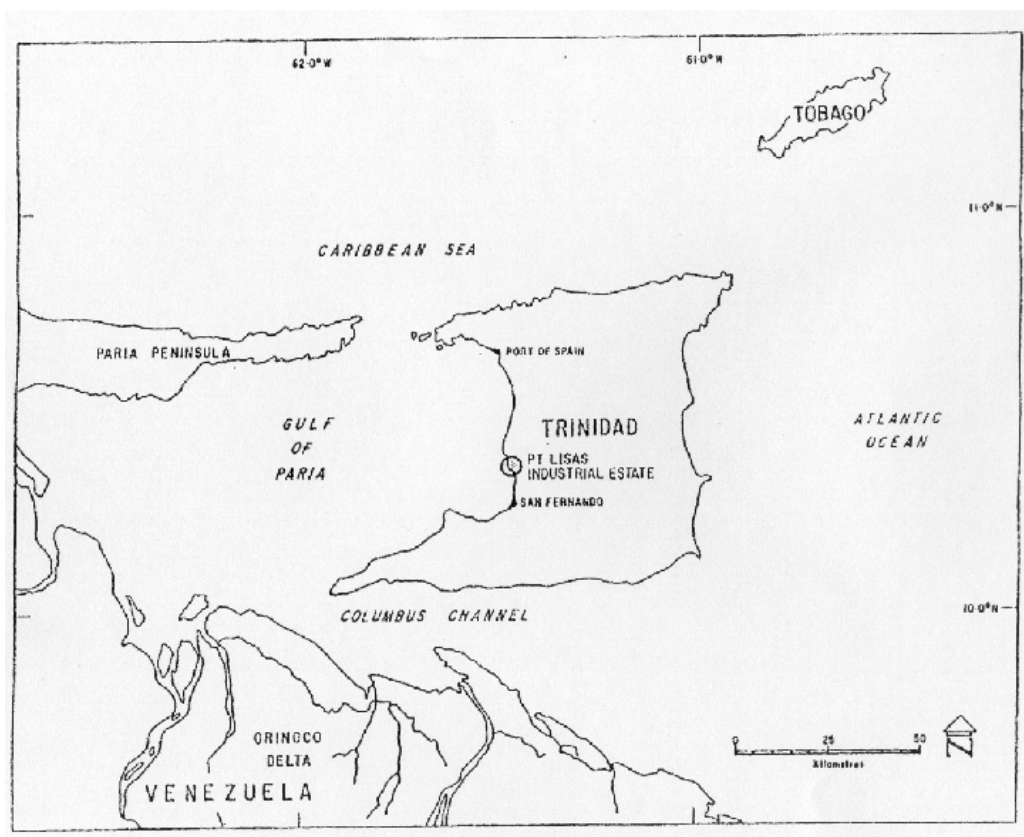 62·0°W
61·0°W
TOBAGO
11·0°N
CARIBBEAN SEA
PARIA PENINSULA
PORT OF SPAIN
GULF
OF
PARIA
TRINIDAD
ATLANTIC
OCEAN
PT LISAS
INDUSTRIAL ESTATE
SAN FERNANDO
COLUMBUS CHANNEL
10·0°N
ORINOCO
DELTA
VENEZUELA
0 25 50
Kilometres
N